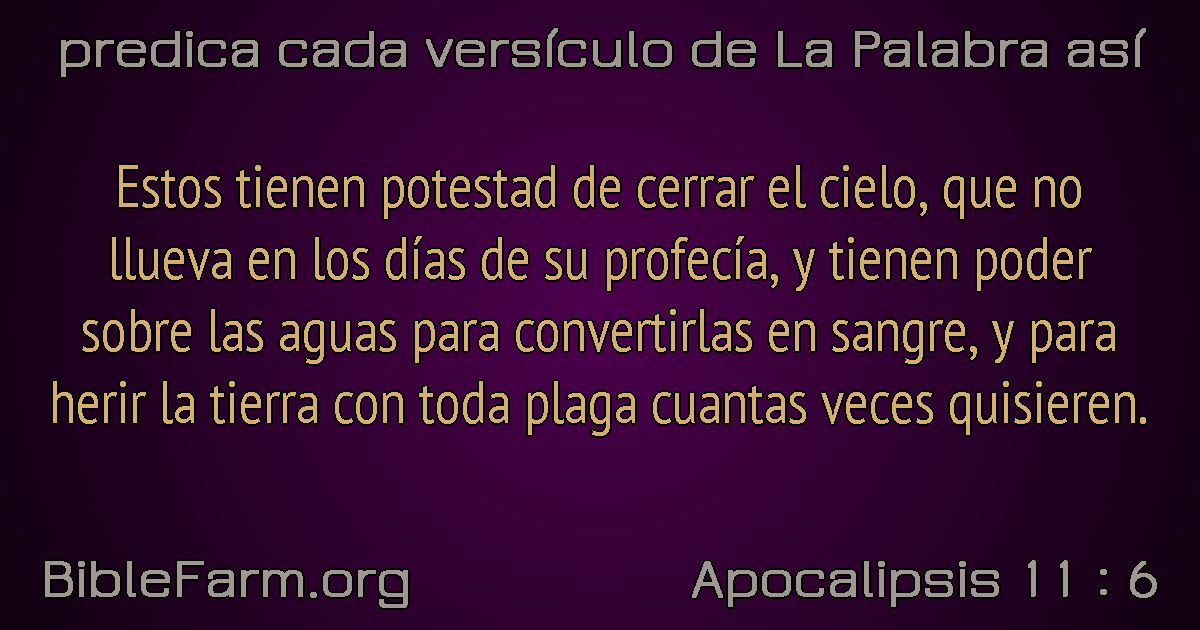 predica cada versículo de La Palabra así
Estos tienen potestad de cerrar el cielo, que no
llueva en los días de su profecía, y tienen poder
sobre las aguas para convertirlas en sangre, y para
herir la tierra con toda plaga cuantas veces quisieren.
BibleFarm.org
Apocalipsis 11 : 6